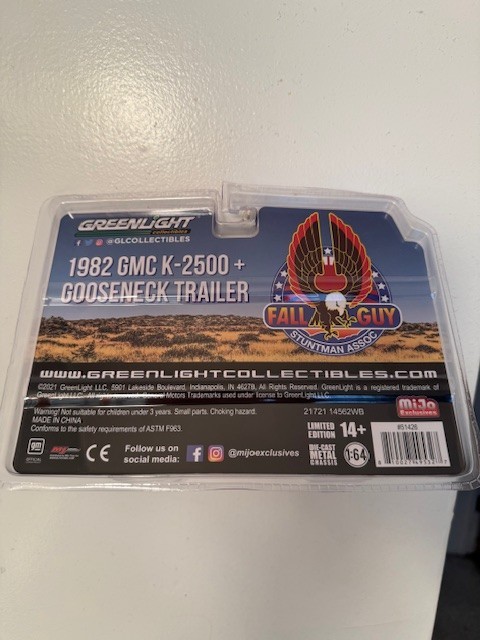 GREENLIGHT
collectibles
@GLCOLLECTIBLES
1982 GMC K-2500 +
GOOSENECK TRAILER
FALL GUY
STUNTMAN ASSOC
WWW.GREENLIGHTCOLLECTIBLES.COM
©2021 GreenLight LLC. 5901 Lakeside Boulevard, Indianapolis, IN 46278. All Rights Reserved. GreenLight is a registered trademark of
GreenLight LLC. All Motors Trademarks used under license to GreenLight LLC.
Warning! Not suitable for children under 3 years. Small parts. Choking hazard.
MADE IN CHINA
Conforms to the safety requirements of ASTM F963.
21721 14562WB
MiJo
Exclusives
#51426
gm
CE
Follow us on
social media:
@mijoexclusives
LIMITED
EDITION
14+
DIE-CAST
METAL
CHASSIS
1:64